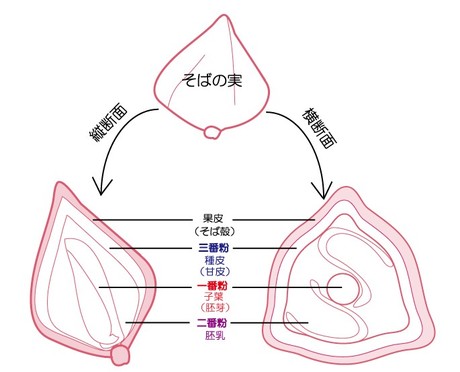 そばの実
縦断面
横断面
果皮
（そば殻）
三番粉
種皮
（甘皮）
一番粉
子葉
（胚芽）
二番粉
胚乳